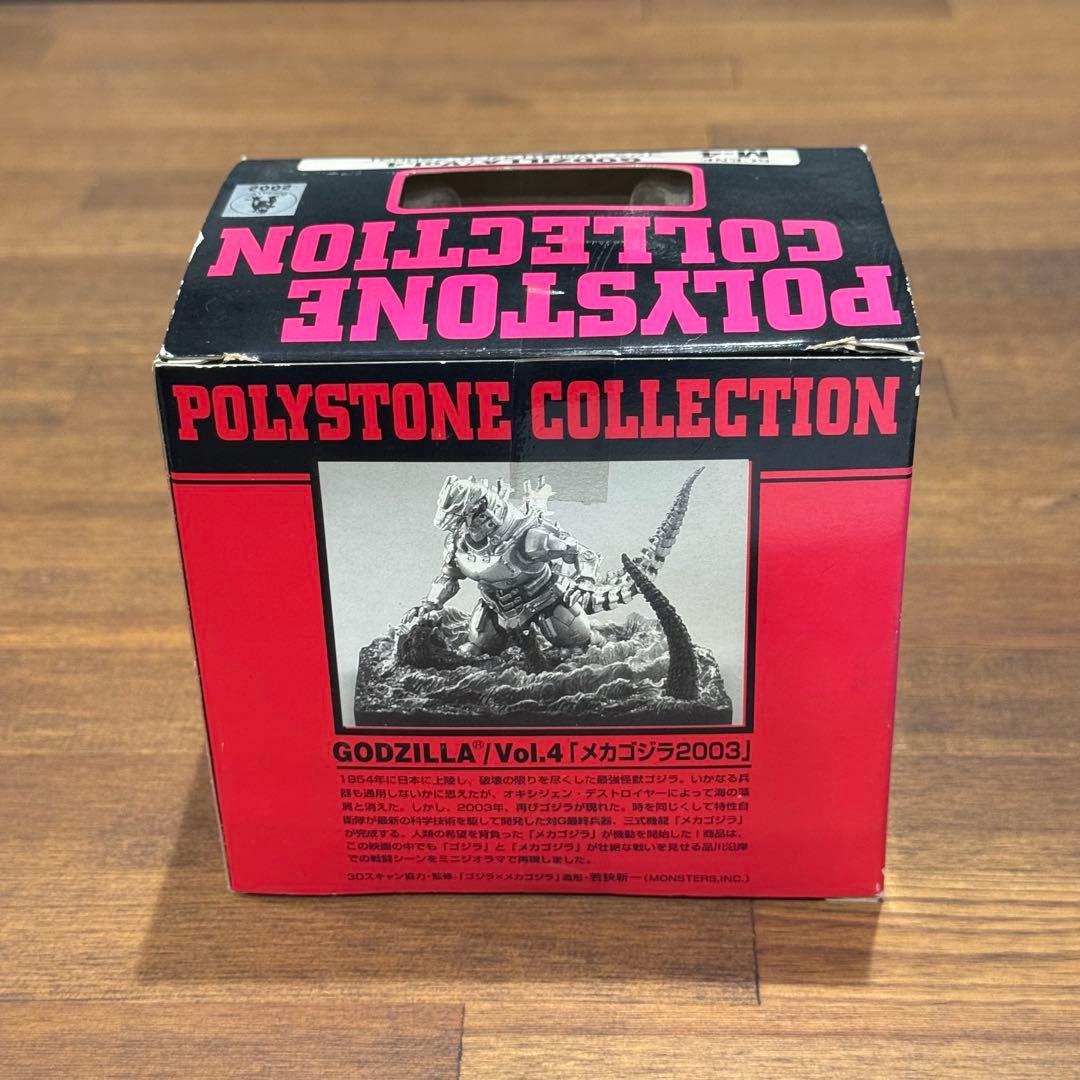 SCENE
M-4
GODZILLA/Vol.4
2002
POLYSTONE
COLLECTION
POLYSTONE COLLECTION
GODZILLA®/Vol.4「メカゴジラ2003」
1954年に日本に上陸し、破壊の限りを尽くした最強怪獣ゴジラ。いかなる兵
器も通用しないかに思えたが、オキシジェン・デストロイヤーによって海の藻
屑と消えた。しかし、2003年、再びゴジラが現れた。時を同じくして特性自
衛隊が最新の科学技術を駆して開発した対G最終兵器、三式機龍「メカゴジラ」
が完成する。人類の希望を背負った「メカゴジラ」が機動を開始した！商品は、
この映画の中でも「ゴジラ」と「メカゴジラ」が壮絶な戦いを見せる品川沿岸
での戦闘シーンをミニジオラマで再現しました。
3Dスキャン協力・監修:「ゴジラ×メカゴジラ」造形・若狭新一(MONSTERS,INC.)